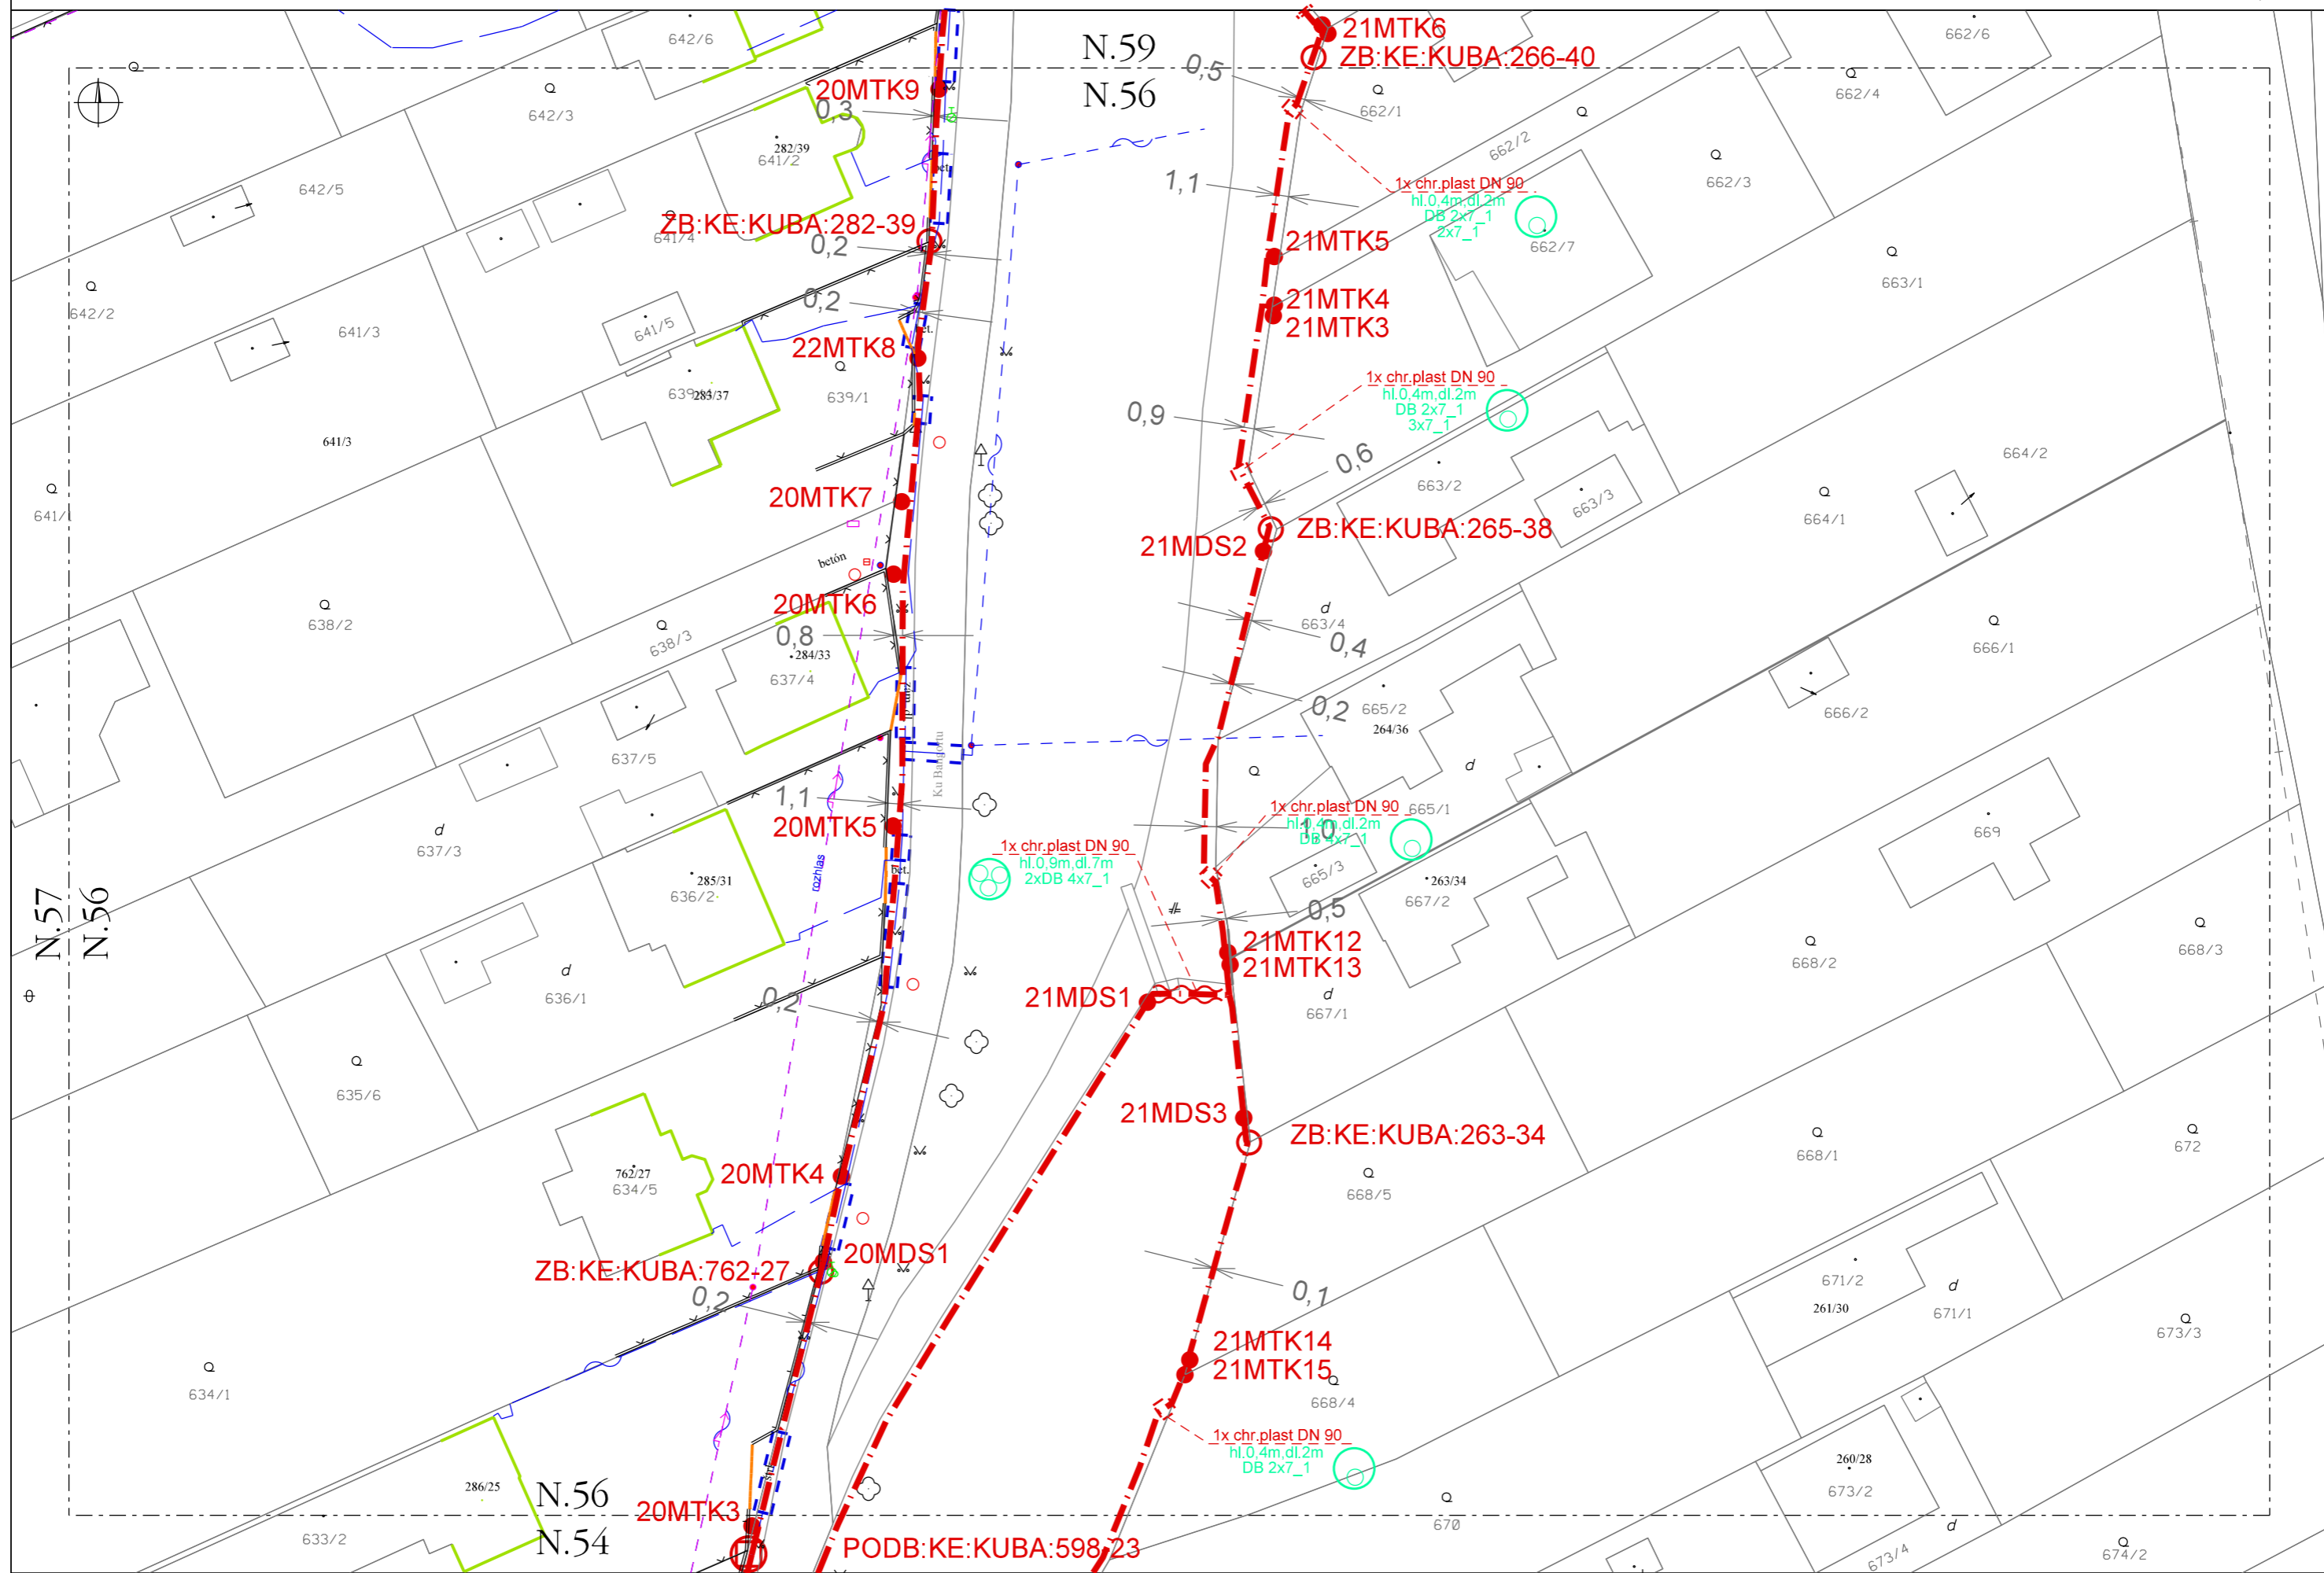 642/6
N.59
N.56
21MTK6
ZB:KE:KUBA:266-40
662/6
662/4
20MTK9
0,3
0,5
662/1
642/3
282/39
641/2
662/2
662/3
642/5
1,1
1x chr.plast DN 90
hl.0,4m,dl.2m
DB 2x7_1
2x7_1
ZB:KE:KUBA:282-39
641/4
0,2
21MTK5
662/7
663/1
642/2
0,2
21MTK4
21MTK3
641/3
641/5
22MTK8
639/1
283/37
1x chr.plast DN 90
hl.0,4m,dl.2m
DB 2x7_1
3x7_1
0,9
641/3
0,6
664/2
663/2
663/3
664/1
20MTK7
641/
ZB:KE:KUBA:265-38
21MDS2
betón
20MTK6
638/2
638/3
0,8
663/4
0,4
666/1
284/33
637/4
0,2
665/2
264/36
666/2
637/5
Ku Bangortu
1,1
20MTK5
1x chr.plast DN 90
665/1
hl.0,4m,dl.2m
DB 4x7_1
1,0
669
637/3
1x chr.plast DN 90
hl.0,9m,dl.7m
2xDB 4x7_1
rozhlas
bet.
285/31
636/2
665/3
263/34
667/2
0,5
N.57
N.56
21MTK12
21MTK13
668/2
668/3
636/1
0,2
21MDS1
667/1
635/6
21MDS3
ZB:KE:KUBA:263-34
668/1
672
762/27
634/5
20MTK4
668/5
20MDS1
ZB:KE:KUBA:762-27
0,2
0,1
671/2
261/30
671/1
673/3
21MTK14
21MTK15
634/1
668/4
1x chr.plast DN 90
hl.0,4m,dl.2m
DB 2x7_1
286/25
N.56
N.54
260/28
673/2
20MTK3
670
633/2
PODB:KE:KUBA:598-23
673/4
674/2